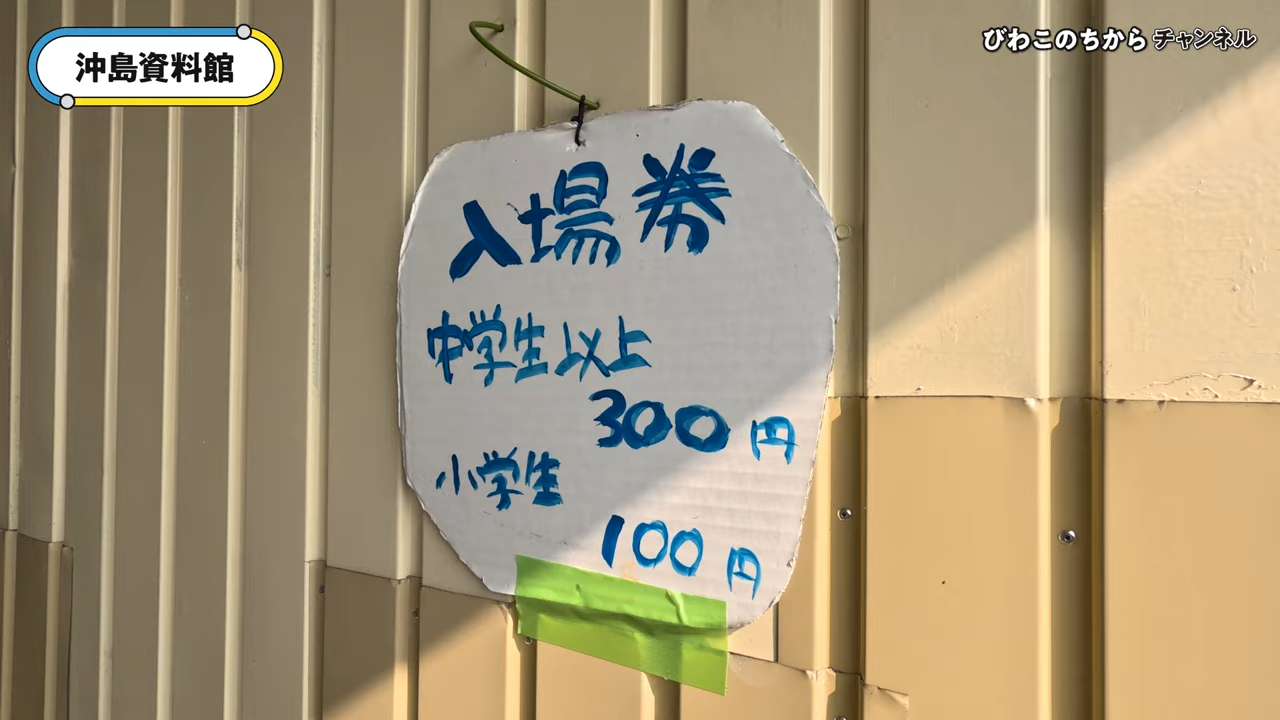 沖島資料館
びわこのちから チャンネル
入場券
中学生以上
300円
小学生
100円